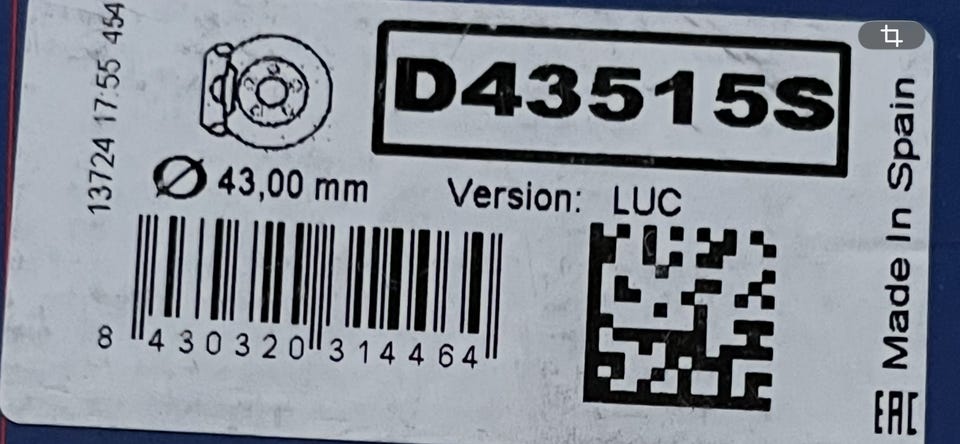 13724 17:55 454
D43515S
Ø 43,00 mm
Version: LUC
8 430320 314464
Made In Spain
EAC